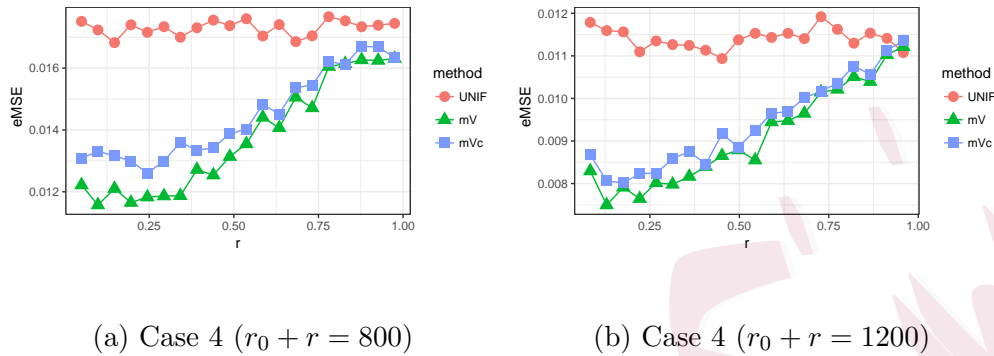 eMSE
0.016
0.014
0.012
0.25
0.50
0.75
1.00
r
method
UNIF
mV
mVc
eMSE
0.012
0.011
0.010
0.009
0.008
0.25
0.50
0.75
1.00
r
method
UNIF
mV
mVc
(a) Case 4 (r₀ + r = 800)
(b) Case 4 (r₀ + r = 1200)